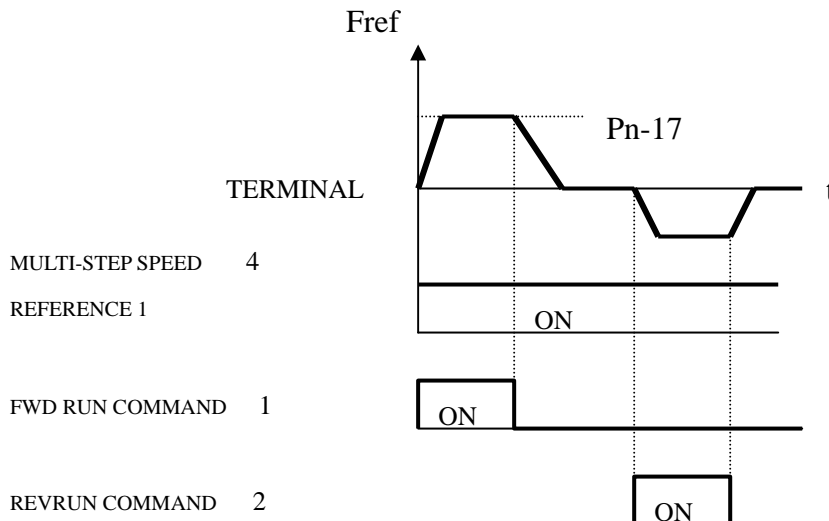 Fref
Pn-17
TERMINAL t
MULTI-STEP SPEED 4
REFERENCE 1
ON
FWD RUN COMMAND 1
ON
REVRUN COMMAND 2
ON